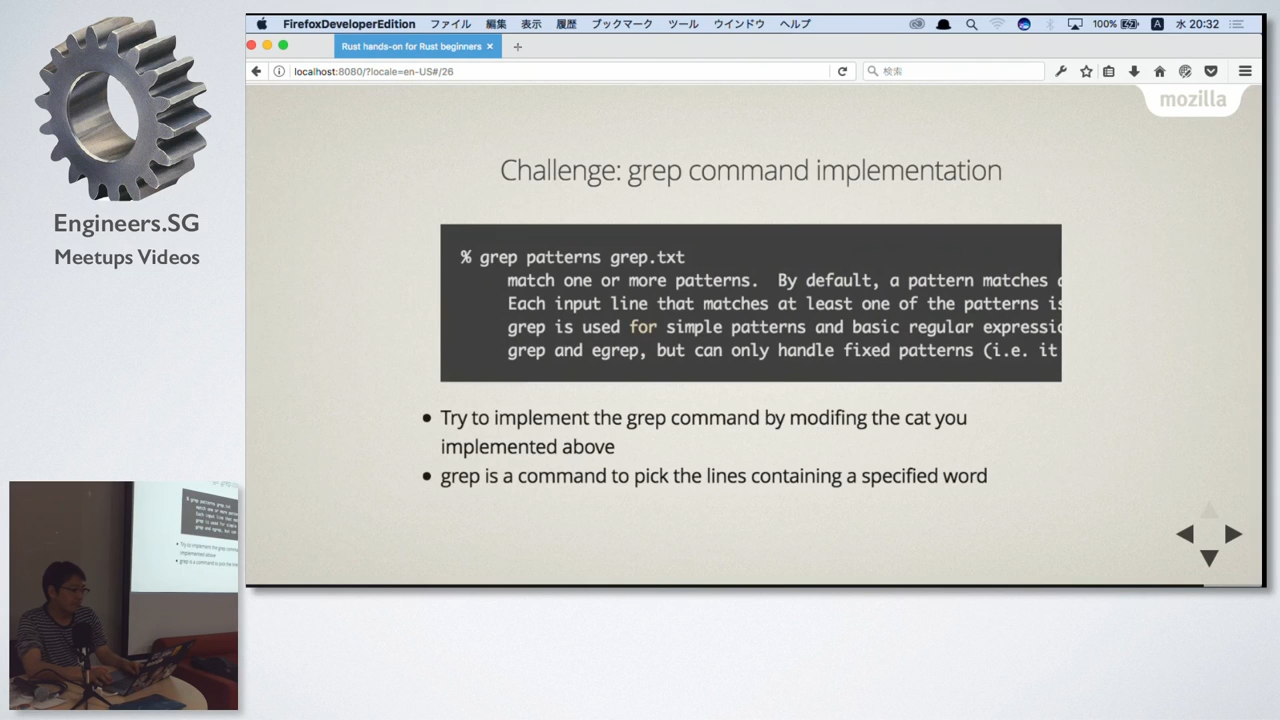 Engineers.SG
Meetups Videos
FirefoxDeveloperEdition ファイル 編集 表示 履歴 ブックマーク ツール ウインドウ ヘルプ 100% A 水 20:32
Rust hands-on for Rust beginners × +
localhost:8080/?locale=en-US#/26
検索
mozilla
Challenge: grep command implementation
% grep patterns grep.txt
match one or more patterns. By default, a pattern matches
Each input line that matches at least one of the patterns is
grep is used for simple patterns and basic regular expressio
grep and egrep, but can only handle fixed patterns (i.e. it
Try to implement the grep command by modifing the cat you
implemented above
grep is a command to pick the lines containing a specified word